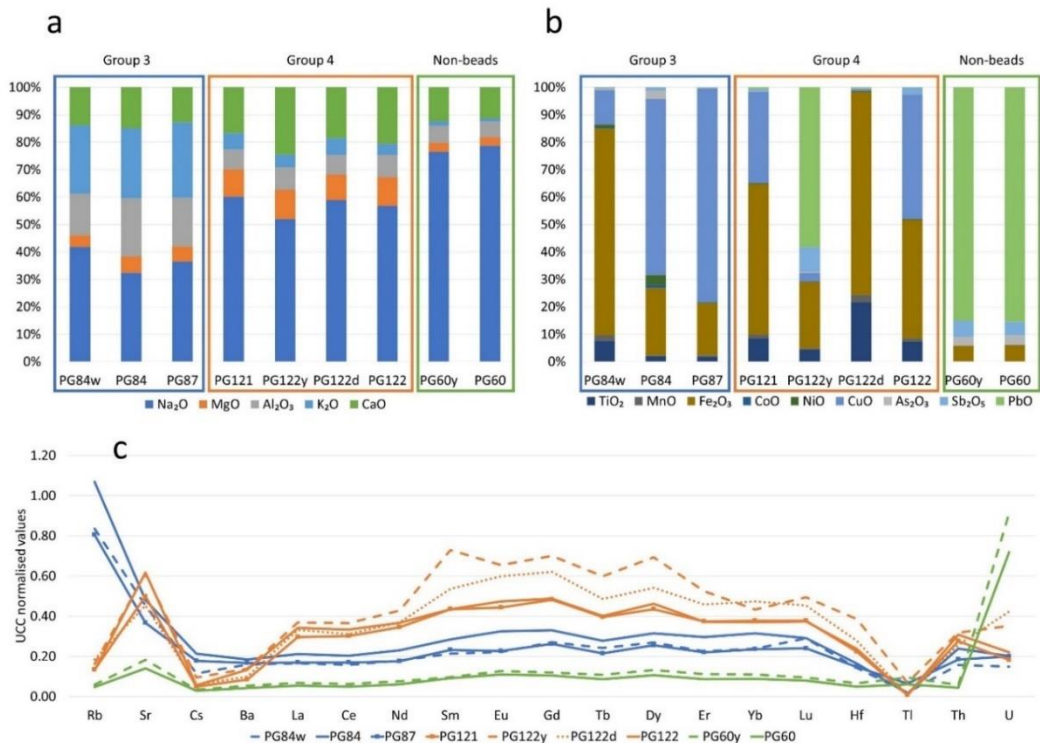 a
b
Group 3 Group 4 Non-beads
Group 3 Group 4 Non-beads
100%
90%
80%
70%
60%
50%
40%
30%
20%
10%
0%
PG84w PG84 PG87 PG121 PG122y PG122d PG122 PG60y PG60
Na₂O MgO Al₂O₃ K₂O CaO
100%
90%
80%
70%
60%
50%
40%
30%
20%
10%
0%
PG84w PG84 PG87 PG121 PG122y PG122d PG122 PG60y PG60
TiO₂ MnO Fe₂O₃ CoO NiO CuO As₂O₃ Sb₂O₅ PbO
c
UCC normalised values
1.20
1.00
0.80
0.60
0.40
0.20
0.00
Rb Sr Cs Ba La Ce Nd Sm Eu Gd Tb Dy Er Yb Lu Hf Tl Th U
PG84w PG84 PG87 PG121 PG122y PG122d PG122 PG60y PG60